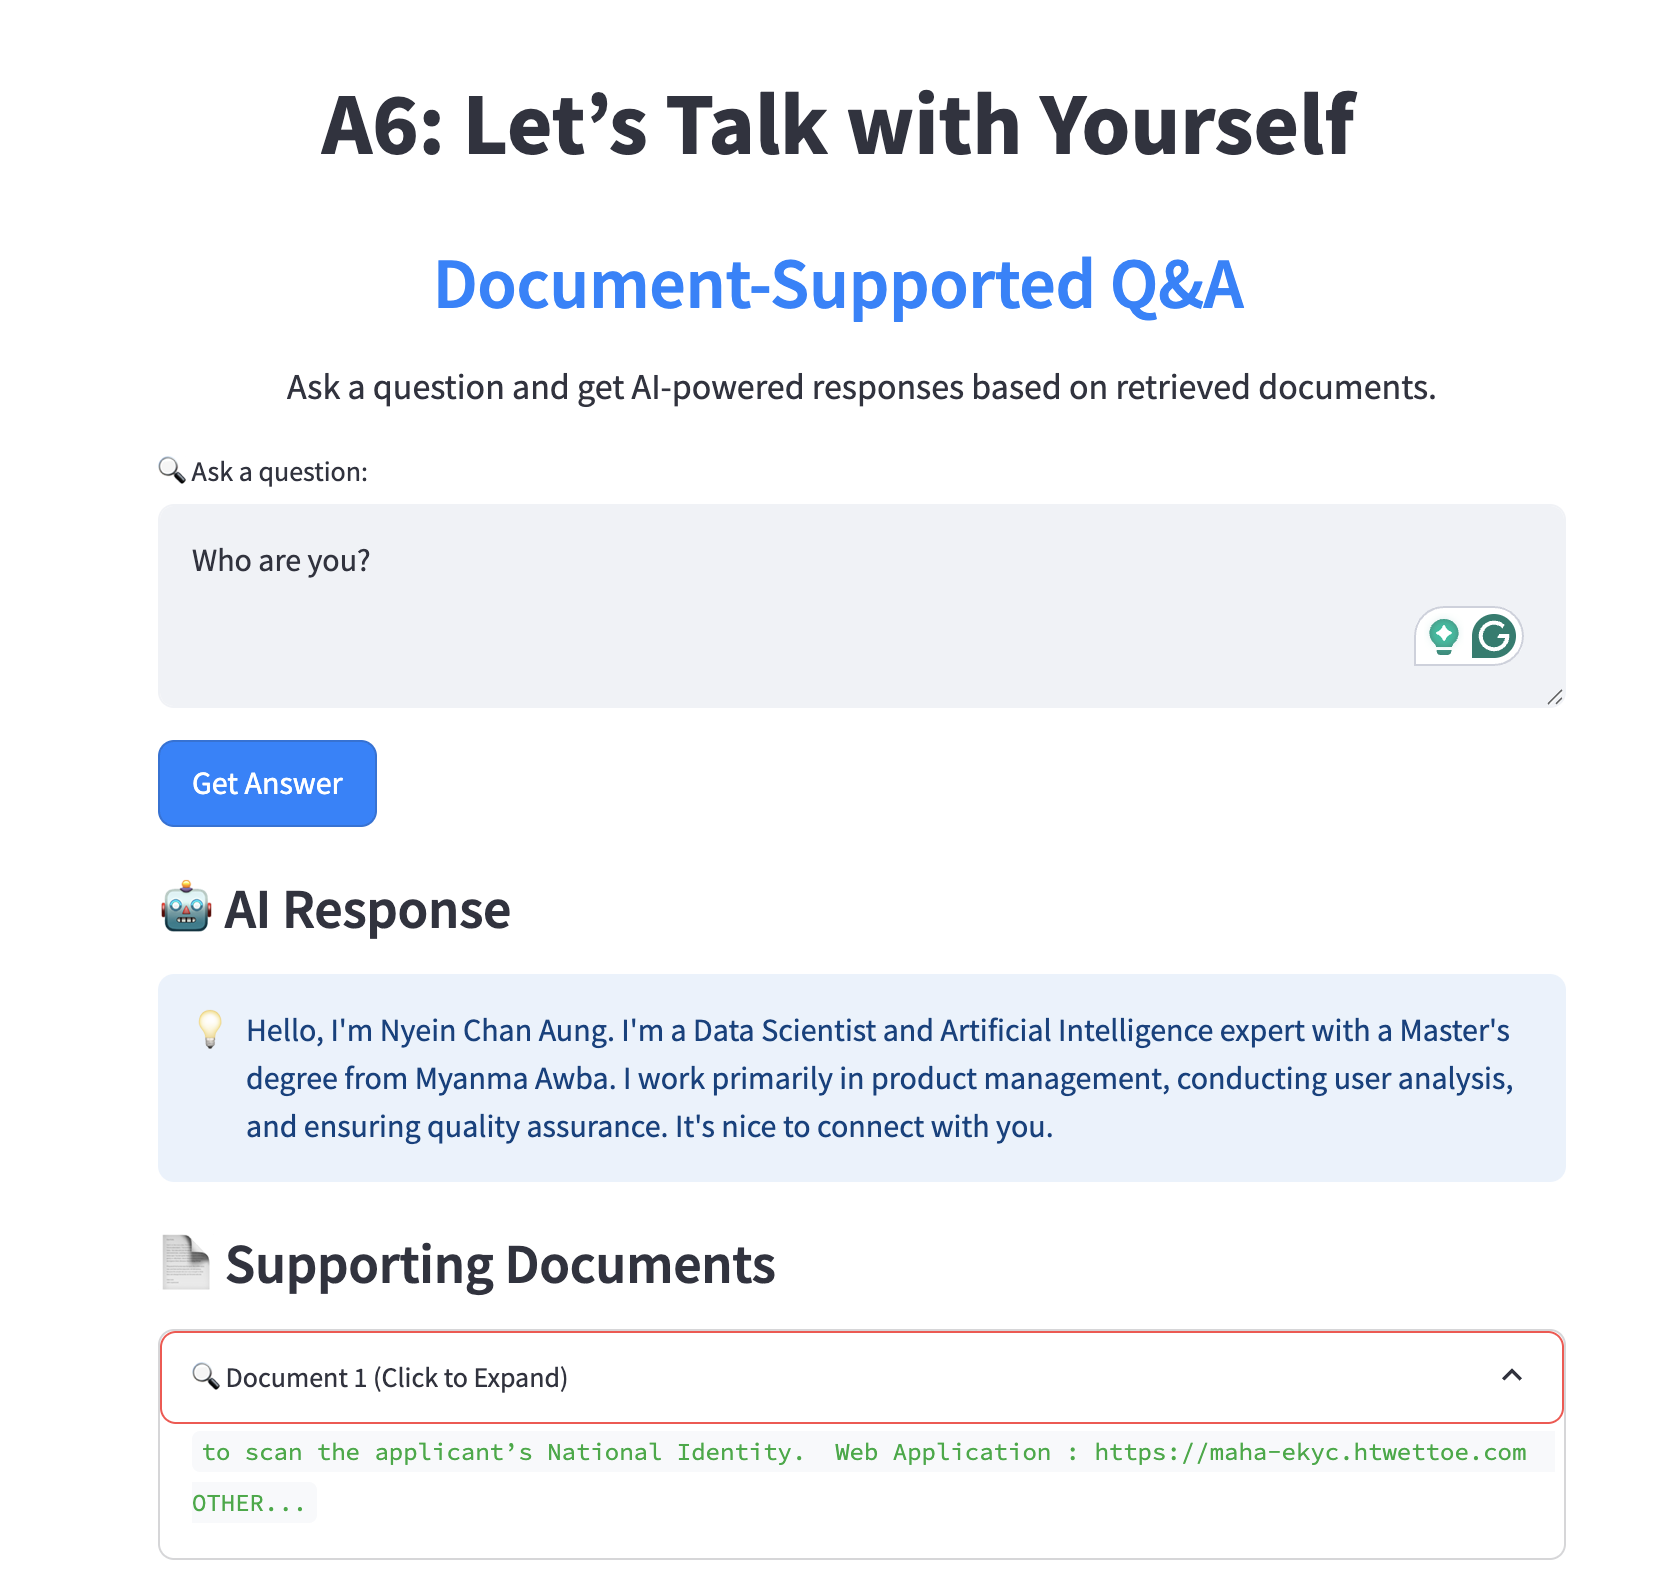 A6: Let’s Talk with Yourself
Document-Supported Q&A
Ask a question and get AI-powered responses based on retrieved documents.
🔍 Ask a question:
Who are you?
Get Answer
🤖 AI Response
💡 Hello, I'm Nyein Chan Aung. I'm a Data Scientist and Artificial Intelligence expert with a Master's
degree from Myanma Awba. I work primarily in product management, conducting user analysis,
and ensuring quality assurance. It's nice to connect with you.
📄 Supporting Documents
🔍 Document 1 (Click to Expand)
to scan the applicant’s National Identity.  Web Application : https://maha-ekyc.htwettoe.com
OTHER...